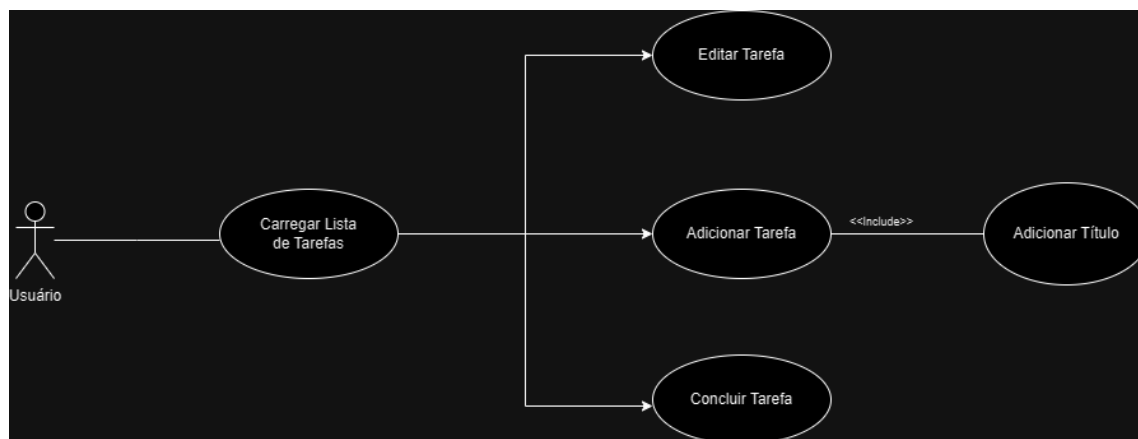 Editar Tarefa
Carregar Lista
de Tarefas
Adicionar Tarefa
<<Include>>
Adicionar Título
Usuário
Concluir Tarefa